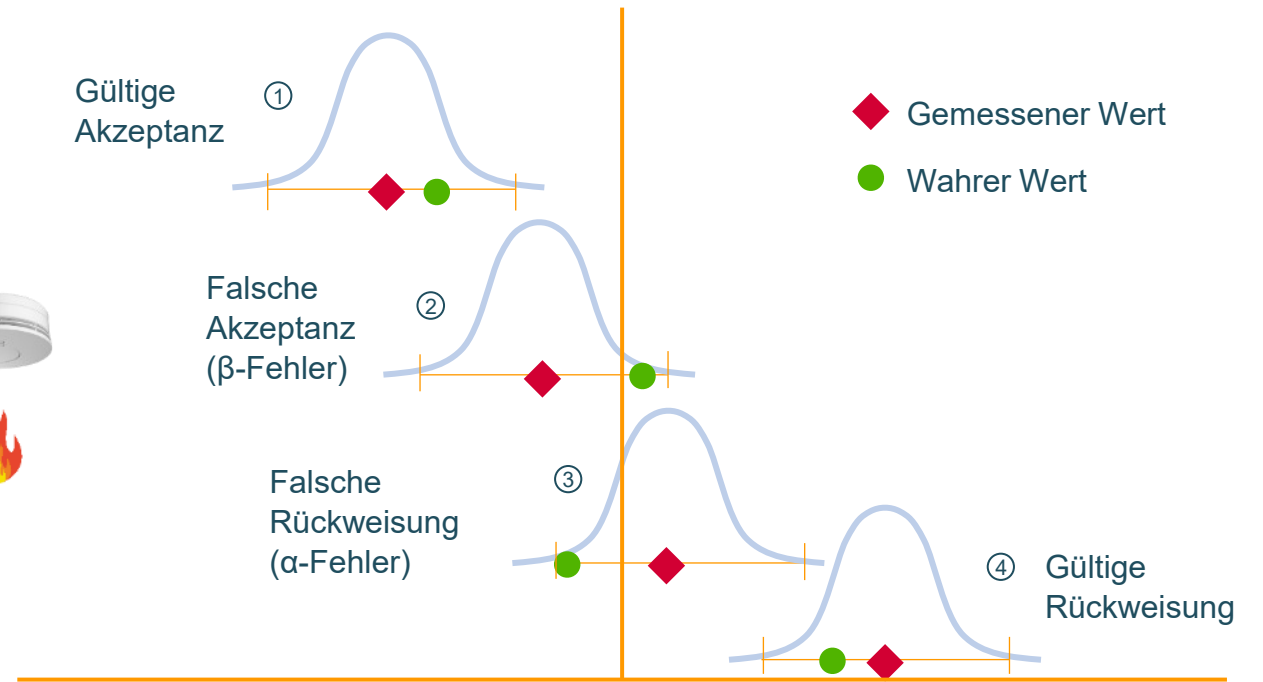 Gültige
Akzeptanz
①
Gemessener Wert
Wahrer Wert
Falsche
Akzeptanz
(β-Fehler)
②
Falsche
Rückweisung
(α-Fehler)
③
④
Gültige
Rückweisung